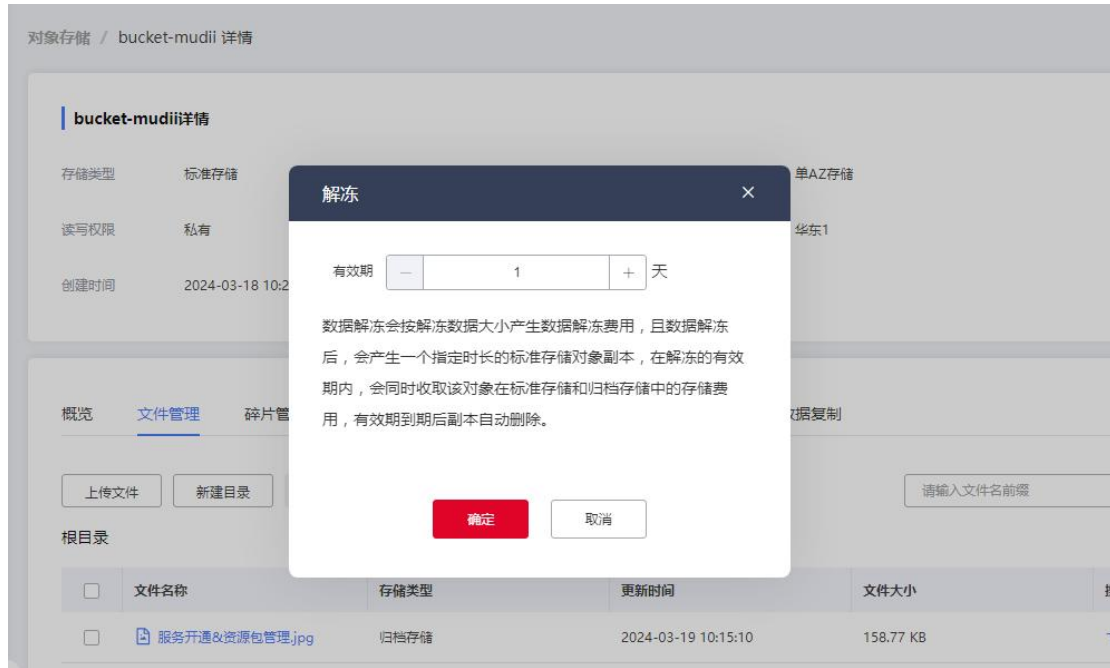 对象存储 / bucket-mudii 详情
bucket-mudii详情
存储类型 标准存储 单AZ存储
读写权限 私有 华东1
创建时间 2024-03-18 10:2
解冻
有效期 1 天
数据解冻会按解冻数据大小产生数据解冻费用，且数据解冻
后，会产生一个指定时长的标准存储对象副本，在解冻的有效
期内，会同时收取该对象在标准存储和归档存储中的存储费
用，有效期到期后副本自动删除。
确定 取消
概览 文件管理 碎片管 据复制
上传文件 新建目录 请输入文件名前缀
根目录
文件名称 存储类型 更新时间 文件大小
服务开通&资源包管理.jpg 归档存储 2024-03-19 10:15:10 158.77 KB